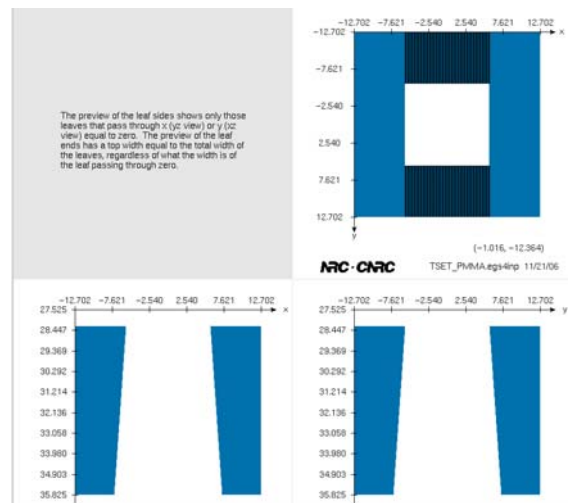 The preview of the leaf sides shows only those
leaves that pass through x (yz view) or y (xz
view) equal to zero. The preview of the leaf
ends has a top width equal to the total width of
the leaves, regardless of what the width is of
the leaf passing through zero.
-12.702 -7.621 -2.540 2.540 7.621 12.702
x
-12.702
-7.621
-2.540
2.540
7.621
12.702
y
(-1.016, -12.364)
NRC·CNRC TSET_PMMA.egs4inp 11/21/06
-12.702 -7.621 -2.540 2.540 7.621 12.702
x
27.525
28.447
29.369
30.292
31.214
32.136
33.058
33.980
34.903
35.825
-12.702 -7.621 -2.540 2.540 7.621 12.702
y
27.525
28.447
29.369
30.292
31.214
32.136
33.058
33.980
34.903
35.825